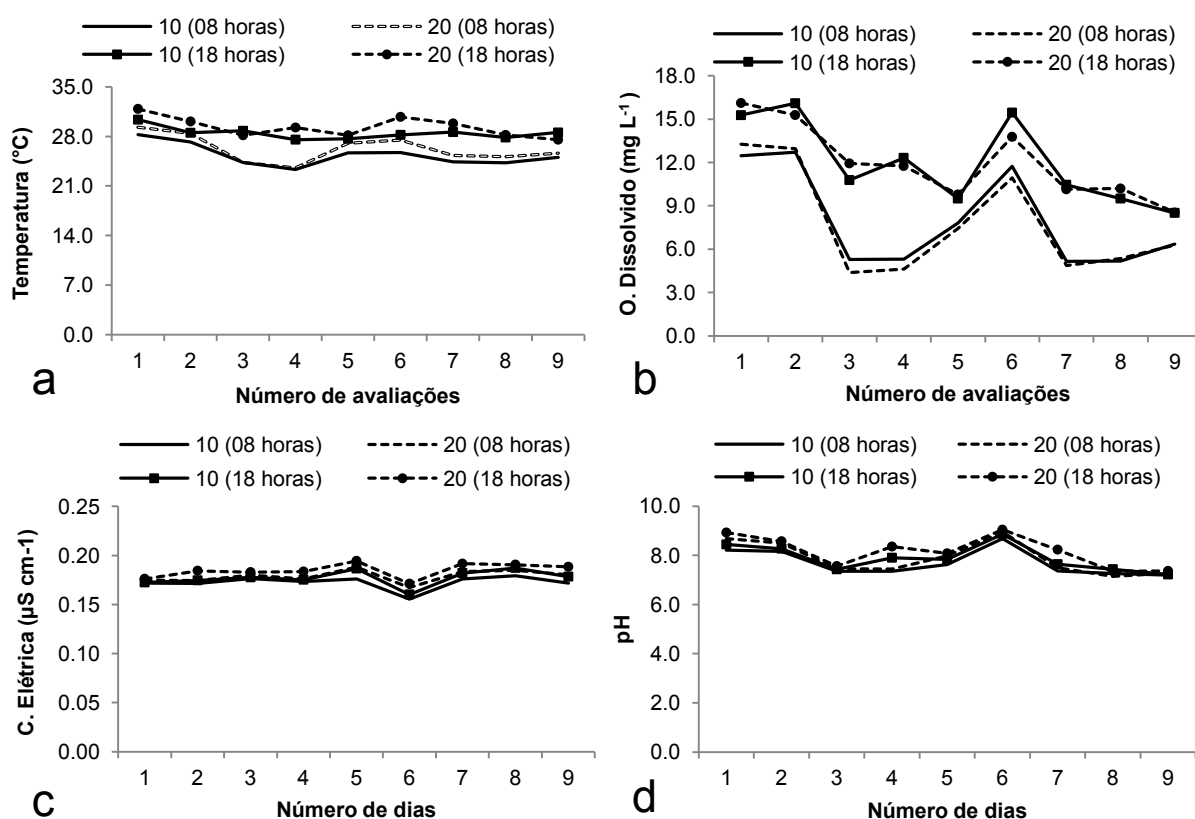 10 (08 horas) 20 (08 horas)
10 (18 horas) 20 (18 horas)
35.0
28.0
21.0
14.0
7.0
0.0
Temperatura (°C)
1 2 3 4 5 6 7 8 9
Número de avaliações
a
10 (08 horas) 20 (08 horas)
10 (18 horas) 20 (18 horas)
18.0
15.0
12.0
9.0
6.0
3.0
0.0
O. Dissolvido (mg L-1 )
1 2 3 4 5 6 7 8 9
Número de avaliações
b
10 (08 horas) 20 (08 horas)
10 (18 horas) 20 (18 horas)
0.25
0.20
0.15
0.10
0.05
0.00
C. Elétrica (µS cm-1)
1 2 3 4 5 6 7 8 9
Número de dias
c
10 (08 horas) 20 (08 horas)
10 (18 horas) 20 (18 horas)
10.0
8.0
6.0
4.0
2.0
0.0
pH
1 2 3 4 5 6 7 8 9
Número de dias
d